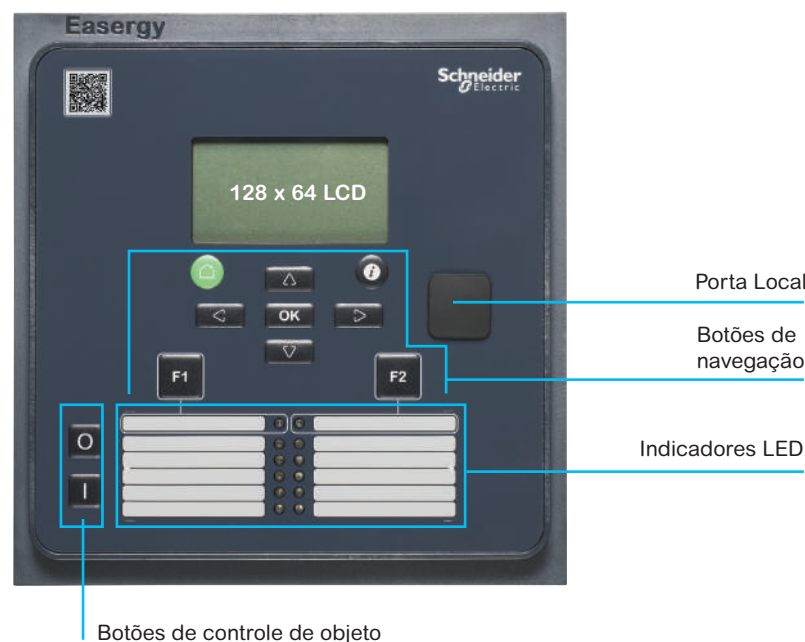 Easergy
Schneider
Electric
128 x 64 LCD
i
OK
Porta Local
Botões de
navegação
F1
F2
O
I
Indicadores LED
Botões de controle de objeto